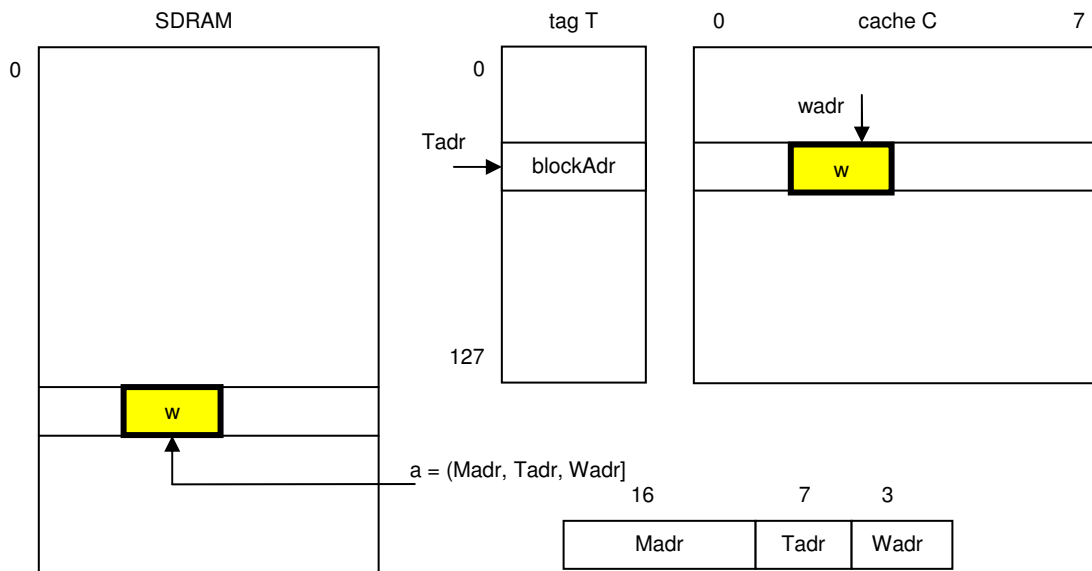 SDRAM
tag T
0 cache C 7
0
0
wadr
Tadr
blockAdr
w
127
w
a = (Madr, Tadr, Wadr]
16 7 3
Madr Tadr Wadr